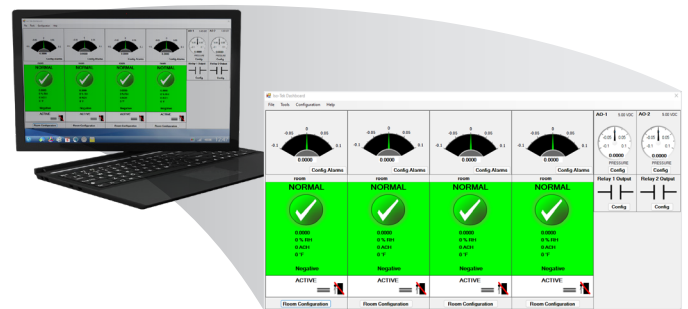 Dashboard
File Tools Configuration Help
-0.1 -0.05 0 0.05 0.1
0.0000
Config Alarms
-0.1 -0.05 0 0.05 0.1
0.0000
Config Alarms
-0.1 -0.05 0 0.05 0.1
0.0000
Config Alarms
-0.1 -0.05 0 0.05 0.1
0.0000
Config Alarms
AO-1 5.00 VDC
-0.05 0 0.05
-0.1 0.1
0.0000
PRESSURE
Config
AO-2 5.00 VDC
-0.05 0 0.05
-0.1 0.1
0.0000
PRESSURE
Config
Relay 1 Output
Config
Relay 2 Output
Config
room
NORMAL
0.0000
0 % RH
0 ACH
0 °F
Negative
ACTIVE
Room Configuration
room
NORMAL
0.0000
0 % RH
0 ACH
0 °F
Negative
ACTIVE
Room Configuration
room
NORMAL
0.0000
0 % RH
0 ACH
0 °F
Negative
ACTIVE
Room Configuration
room
NORMAL
0.0000
0 % RH
0 ACH
0 °F
Negative
ACTIVE
Room Configuration